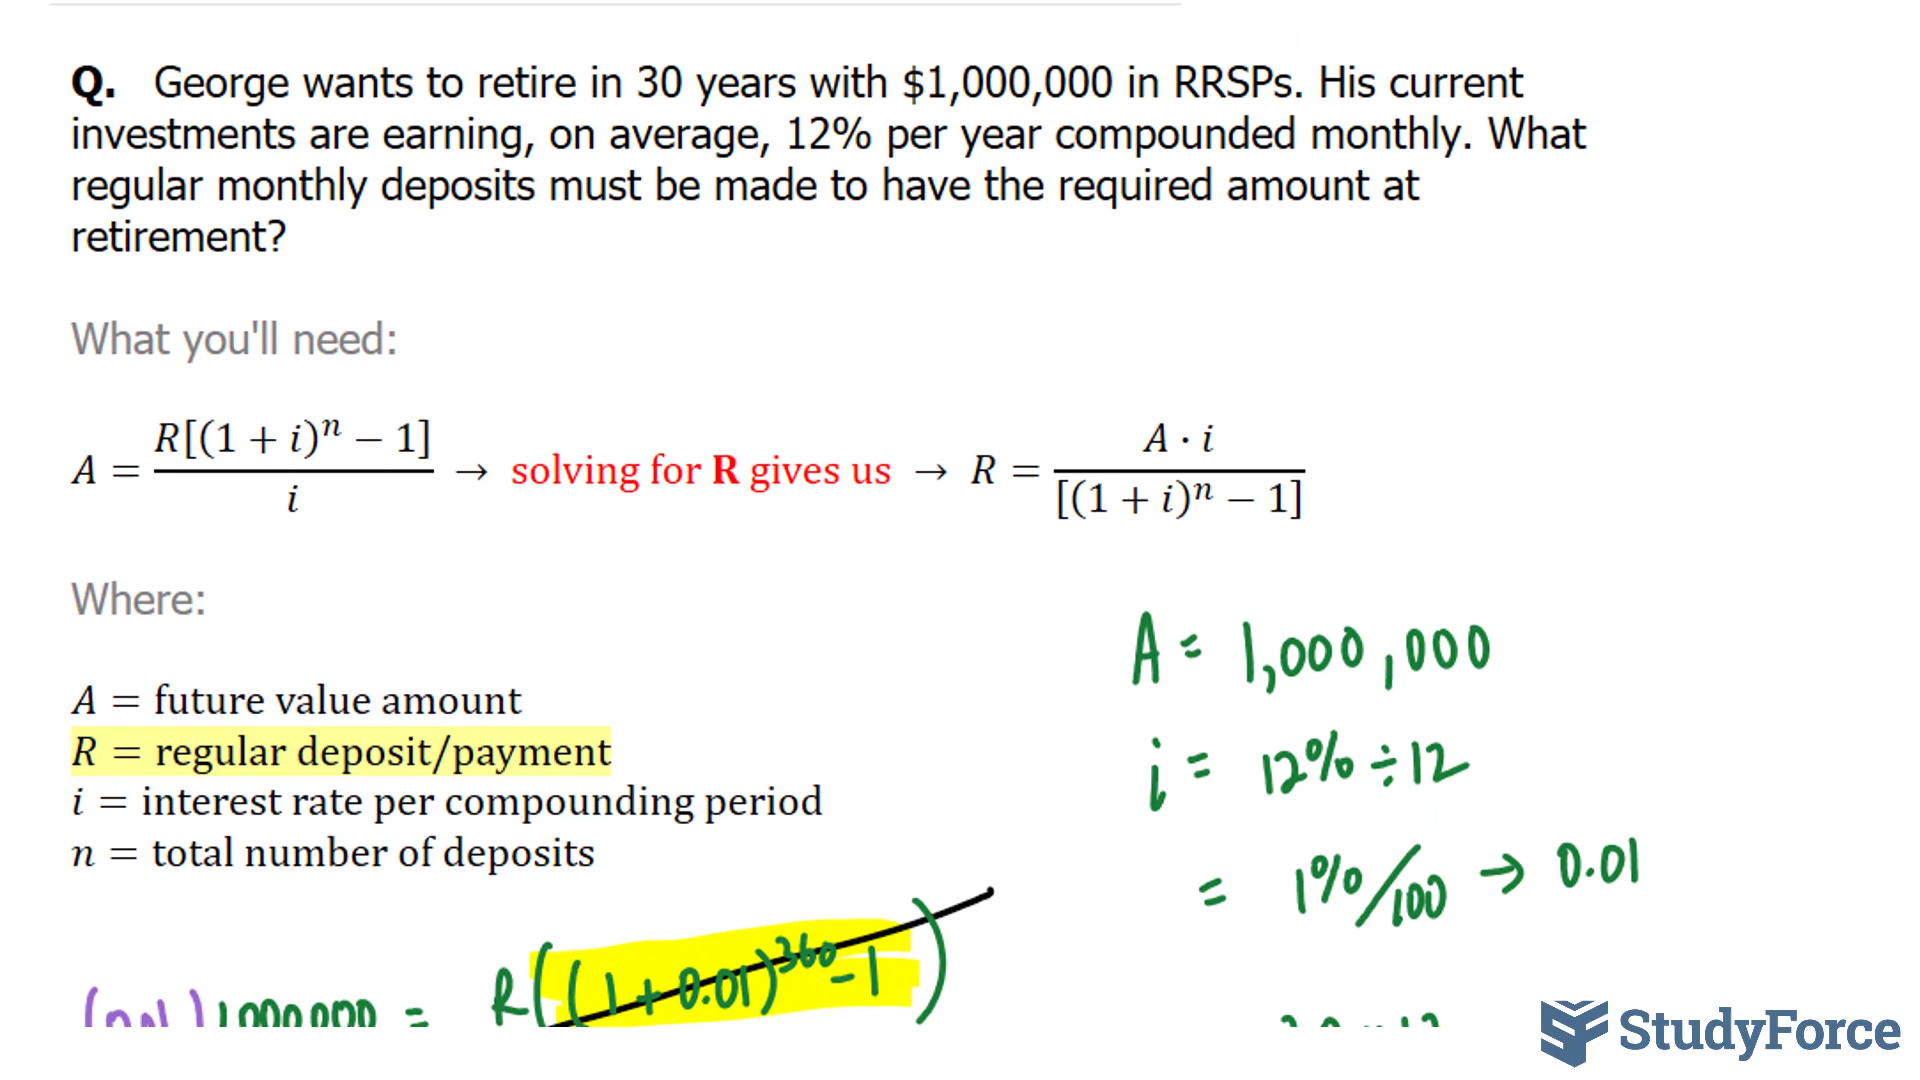 Q. George wants to retire in 30 years with $1,000,000 in RRSPs. His current
investments are earning, on average, 12% per year compounded monthly. What
regular monthly deposits must be made to have the required amount at
retirement?
What you'll need:
A = R[(1 + i)^n − 1] / i → solving for R gives us → R = A · i / [(1 + i)^n − 1]
Where:
A = future value amount
R = regular deposit/payment
i = interest rate per compounding period
n = total number of deposits
A = 1,000,000
i = 12% ÷ 12
= 1%/100 → 0.01
1000000 = R((1+0.01)^360 −1)
StudyForce